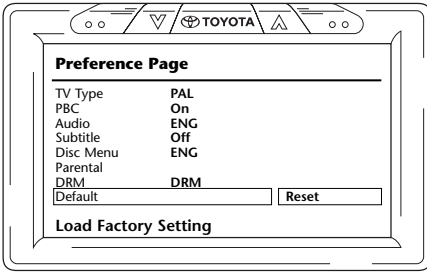 TOYOTA
Preference Page
TV Type PAL
PBC On
Audio ENG
Subtitle Off
Disc Menu ENG
Parental
DRM DRM
Default Reset
Load Factory Setting